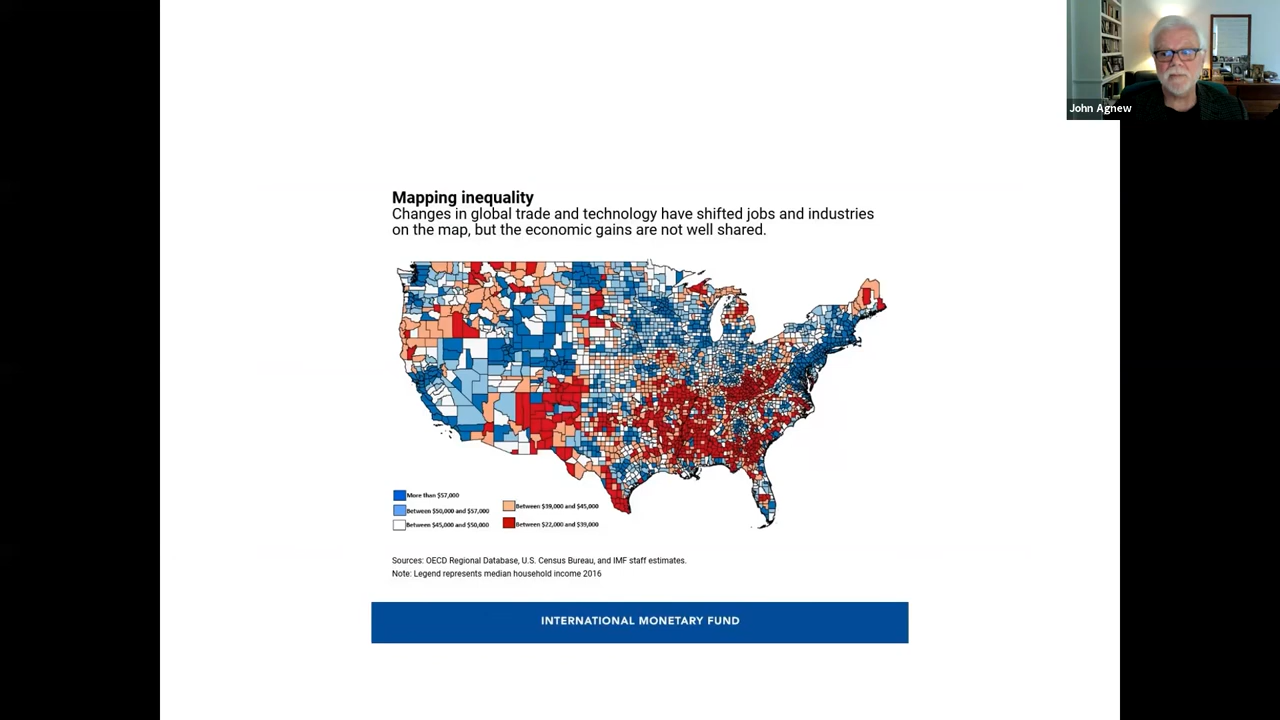 John Agnew
Mapping inequality
Changes in global trade and technology have shifted jobs and industries
on the map, but the economic gains are not well shared.
More than $57,000
Between $50,000 and $57,000
Between $45,000 and $50,000
Between $39,000 and $45,000
Between $22,000 and $39,000
Sources: OECD Regional Database, U.S. Census Bureau, and IMF staff estimates.
Note: Legend represents median household income 2016
INTERNATIONAL MONETARY FUND